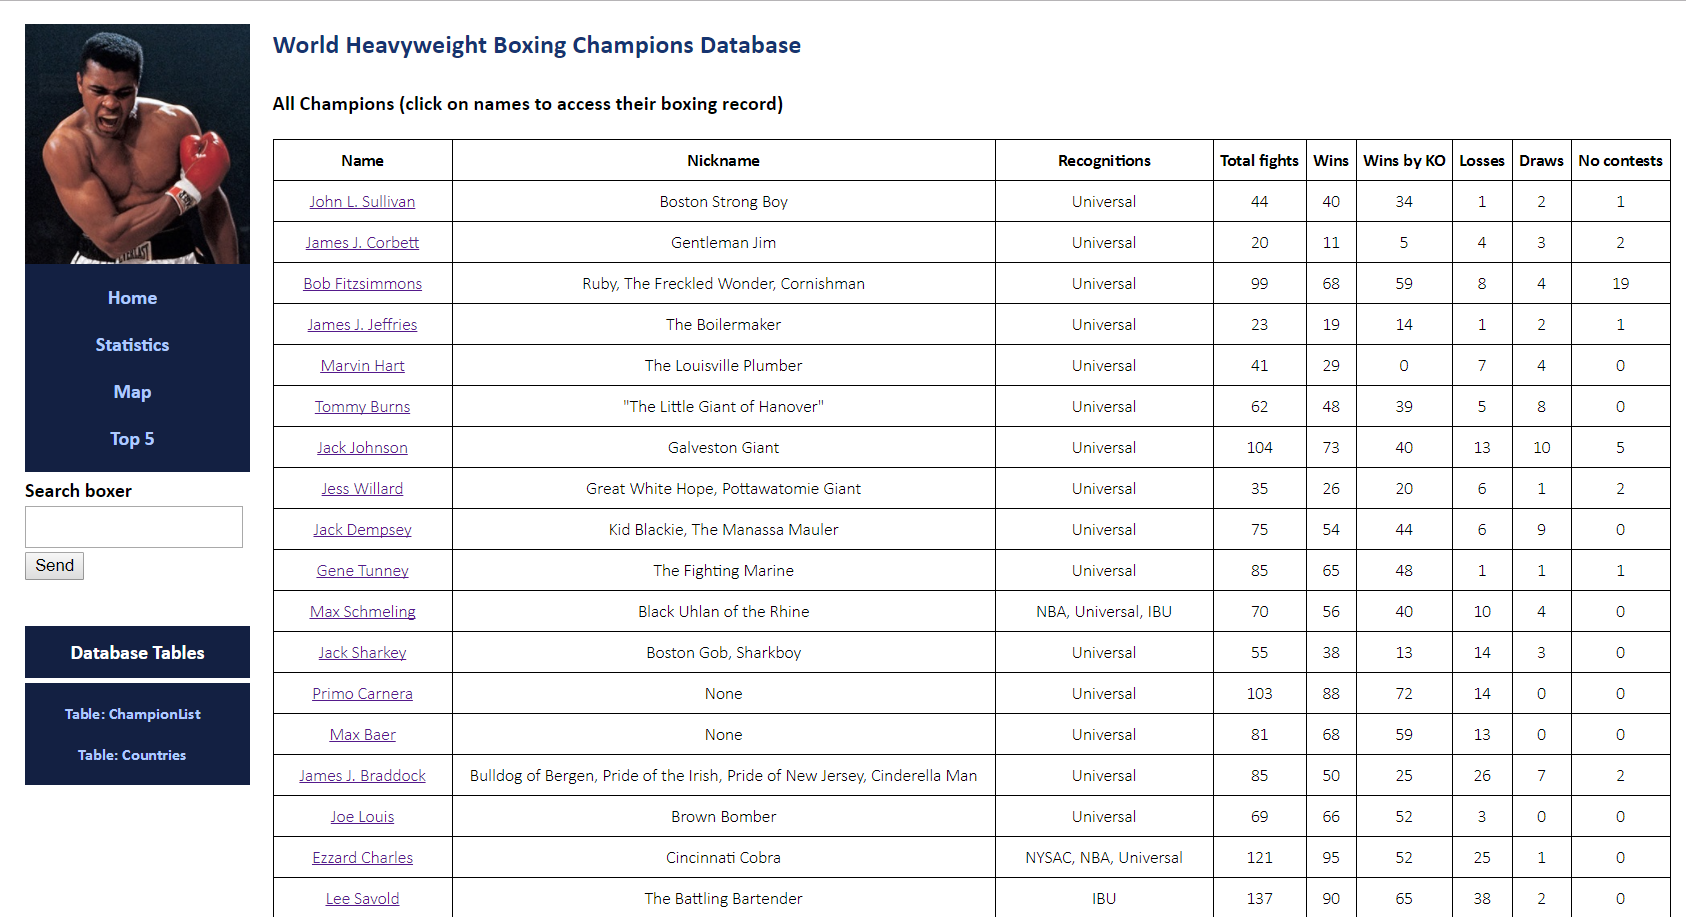 World Heavyweight Boxing Champions Database
All Champions (click on names to access their boxing record)
Home
Statistics
Map
Top 5
Search boxer
Send
Database Tables
Table: ChampionList
Table: Countries
Name Nickname Recognitions Total fights Wins Wins by KO Losses Draws No contests
John L. Sullivan Boston Strong Boy Universal 44 40 34 1 2 1
James J. Corbett Gentleman Jim Universal 20 11 5 4 3 2
Bob Fitzsimmons Ruby, The Freckled Wonder, Cornishman Universal 99 68 59 8 4 19
James J. Jeffries The Boilermaker Universal 23 19 14 1 2 1
Marvin Hart The Louisville Plumber Universal 41 29 0 7 4 0
Tommy Burns "The Little Giant of Hanover" Universal 62 48 39 5 8 0
Jack Johnson Galveston Giant Universal 104 73 40 13 10 5
Jess Willard Great White Hope, Pottawatomie Giant Universal 35 26 20 6 1 2
Jack Dempsey Kid Blackie, The Manassa Mauler Universal 75 54 44 6 9 0
Gene Tunney The Fighting Marine Universal 85 65 48 1 1 1
Max Schmeling Black Uhlan of the Rhine NBA, Universal, IBU 70 56 40 10 4 0
Jack Sharkey Boston Gob, Sharkboy Universal 55 38 13 14 3 0
Primo Carnera None Universal 103 88 72 14 0 0
Max Baer None Universal 81 68 59 13 0 0
James J. Braddock Bulldog of Bergen, Pride of the Irish, Pride of New Jersey, Cinderella Man Universal 85 50 25 26 7 2
Joe Louis Brown Bomber Universal 69 66 52 3 0 0
Ezzard Charles Cincinnati Cobra NYSAC, NBA, Universal 121 95 52 25 1 0
Lee Savold The Battling Bartender IBU 137 90 65 38 2 0